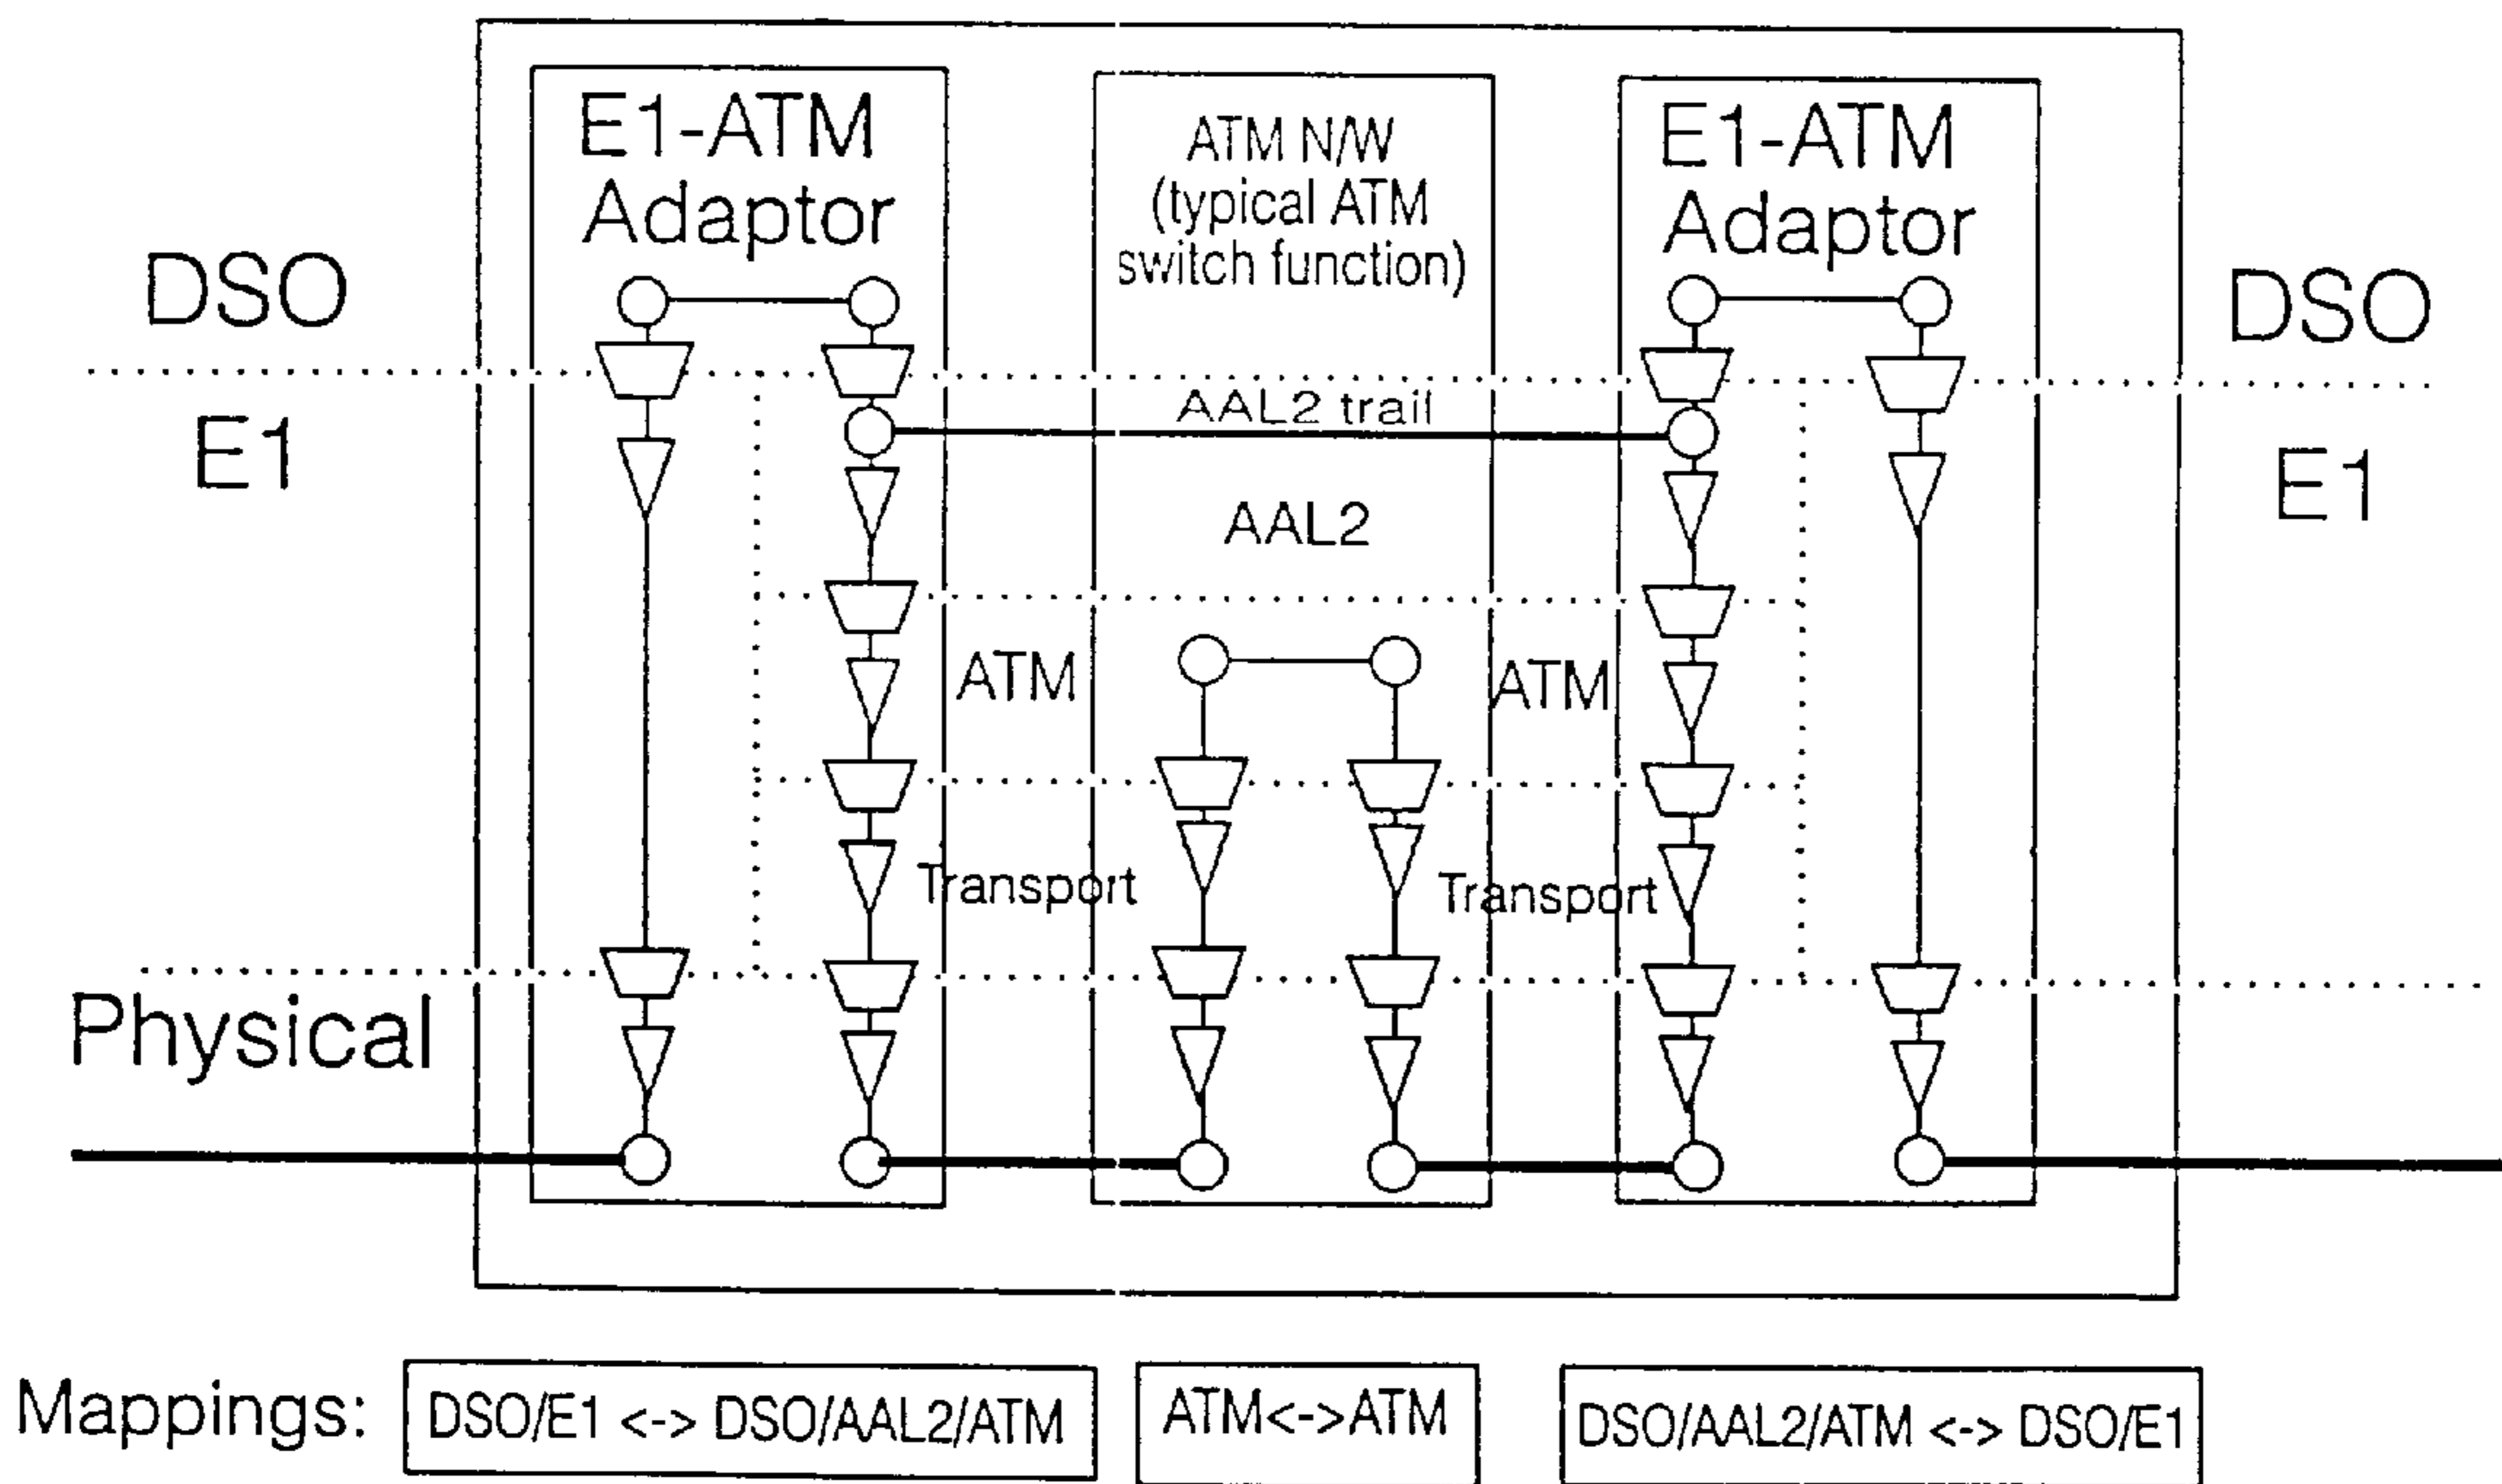 E1-ATM
Adaptor
ATM N/W
(typical ATM
switch function)
E1-ATM
Adaptor
DSO
DSO
AAL2 trail
E1
E1
AAL2
ATM
ATM
Transport
Transport
Physical
Mappings:
DSO/E1 <-> DSO/AAL2/ATM
ATM<->ATM
DSO/AAL2/ATM <-> DSO/E1